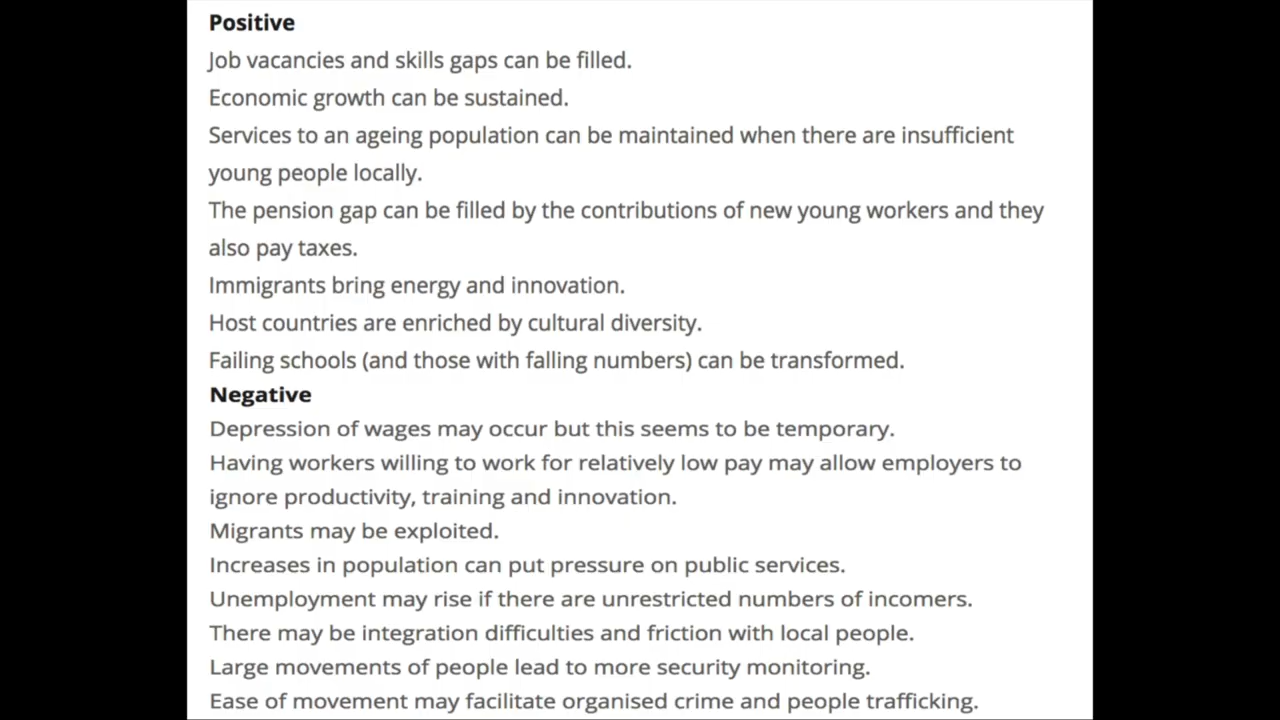 Positive
Job vacancies and skills gaps can be filled.
Economic growth can be sustained.
Services to an ageing population can be maintained when there are insufficient
young people locally.
The pension gap can be filled by the contributions of new young workers and they
also pay taxes.
Immigrants bring energy and innovation.
Host countries are enriched by cultural diversity.
Failing schools (and those with falling numbers) can be transformed.
Negative
Depression of wages may occur but this seems to be temporary.
Having workers willing to work for relatively low pay may allow employers to
ignore productivity, training and innovation.
Migrants may be exploited.
Increases in population can put pressure on public services.
Unemployment may rise if there are unrestricted numbers of incomers.
There may be integration difficulties and friction with local people.
Large movements of people lead to more security monitoring.
Ease of movement may facilitate organised crime and people trafficking.